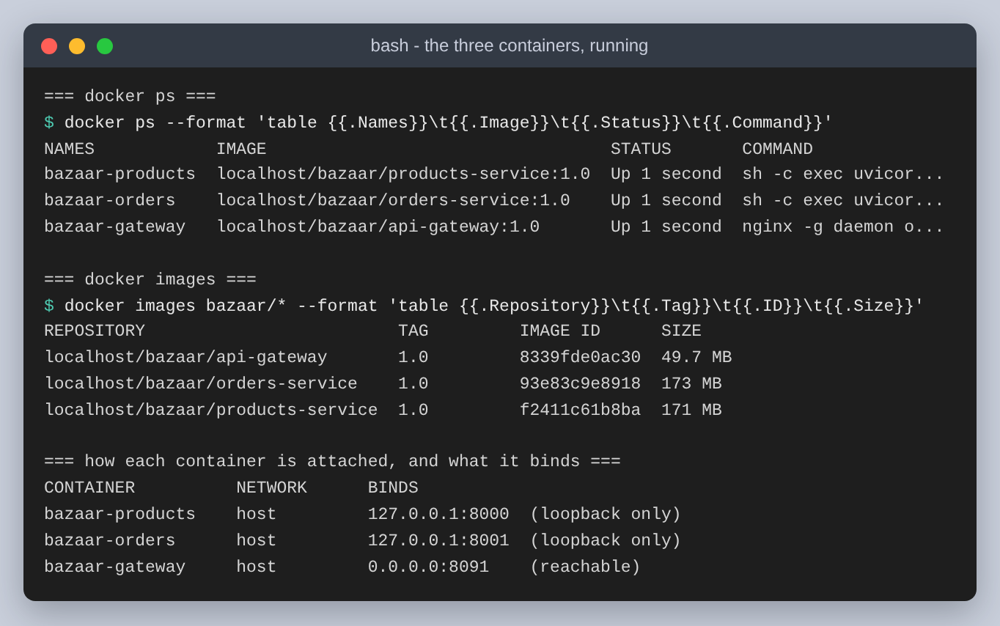 bash - the three containers, running
=== docker ps ===
$ docker ps --format 'table {{.Names}}\t{{.Image}}\t{{.Status}}\t{{.Command}}'
NAMES            IMAGE                                  STATUS       COMMAND
bazaar-products  localhost/bazaar/products-service:1.0  Up 1 second  sh -c exec uvicor...
bazaar-orders    localhost/bazaar/orders-service:1.0    Up 1 second  sh -c exec uvicor...
bazaar-gateway   localhost/bazaar/api-gateway:1.0       Up 1 second  nginx -g daemon o...
=== docker images ===
$ docker images bazaar/* --format 'table {{.Repository}}\t{{.Tag}}\t{{.ID}}\t{{.Size}}'
REPOSITORY                         TAG         IMAGE ID      SIZE
localhost/bazaar/api-gateway       1.0         8339fde0ac30  49.7 MB
localhost/bazaar/orders-service    1.0         93e83c9e8918  173 MB
localhost/bazaar/products-service  1.0         f2411c61b8ba  171 MB
=== how each container is attached, and what it binds ===
CONTAINER          NETWORK      BINDS
bazaar-products    host         127.0.0.1:8000  (loopback only)
bazaar-orders      host         127.0.0.1:8001  (loopback only)
bazaar-gateway     host         0.0.0.0:8091    (reachable)